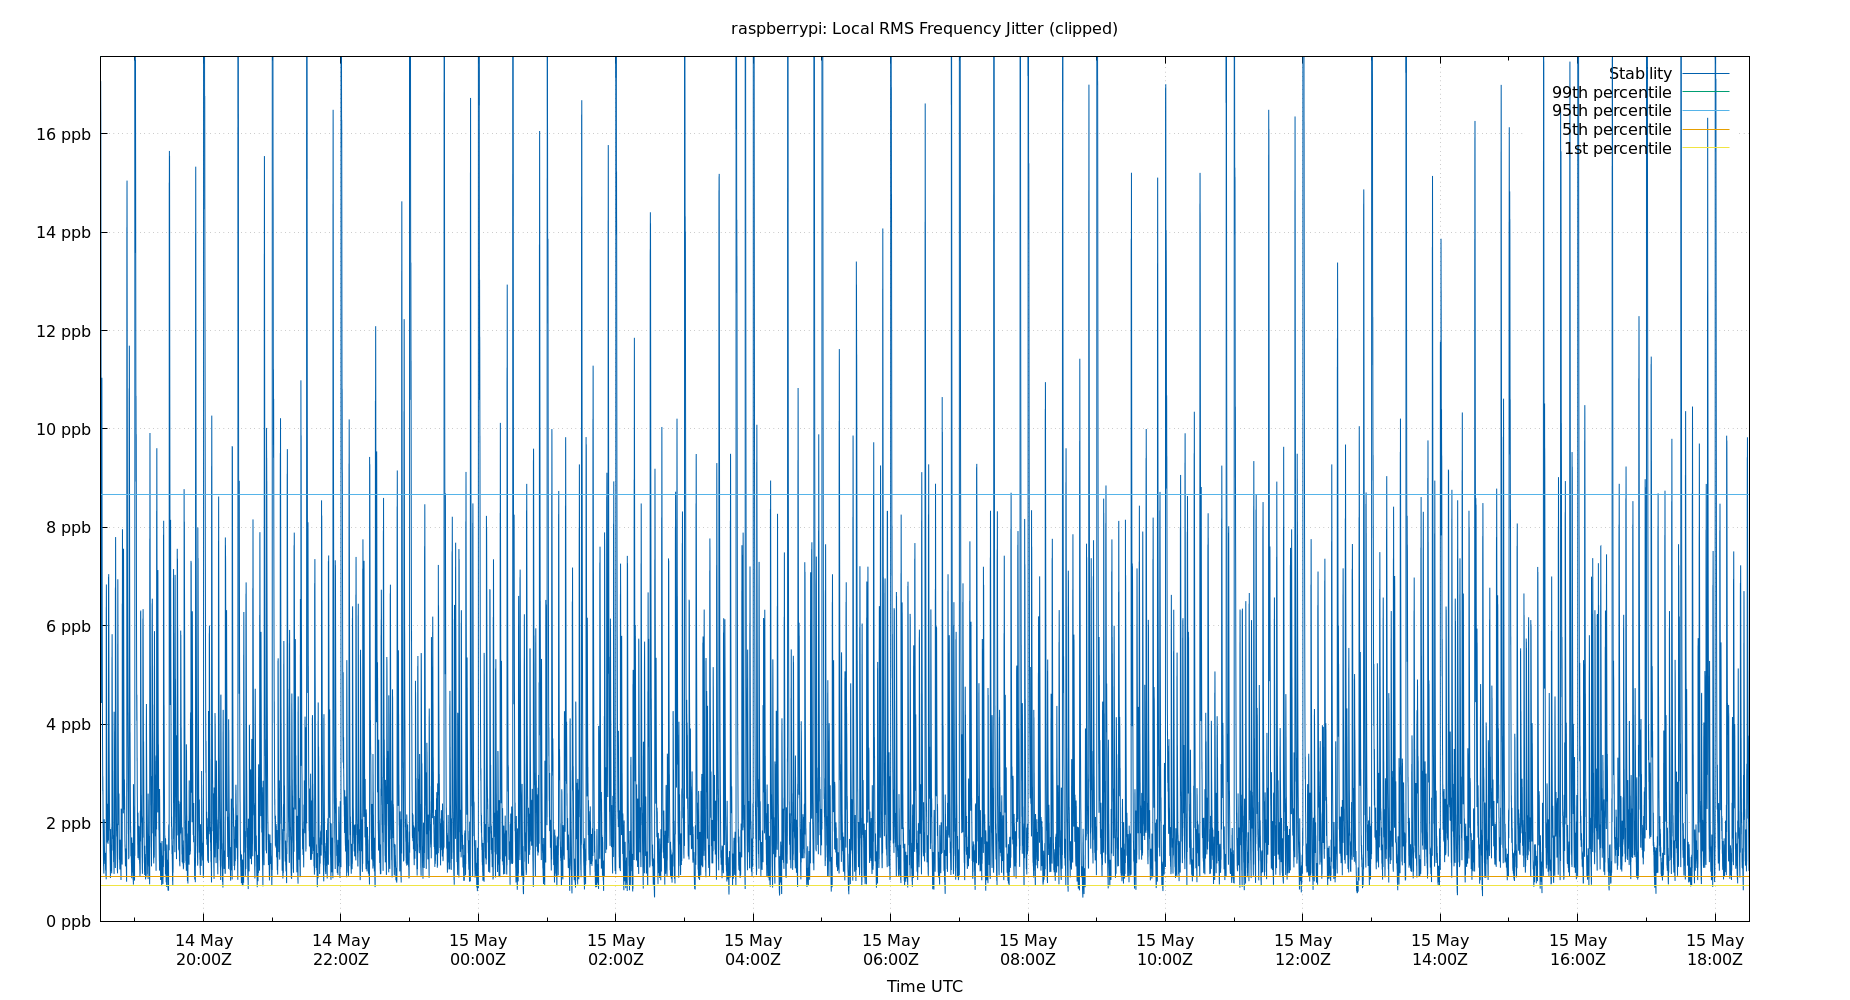 raspberrypi: Local RMS Frequency Jitter (clipped)
Stability
99th percentile
95th percentile
5th percentile
1st percentile
16 ppb
14 ppb
12 ppb
10 ppb
8 ppb
6 ppb
4 ppb
2 ppb
0 ppb
14 May 14 May 15 May 15 May 15 May 15 May 15 May 15 May 15 May 15 May 15 May 15 May
20:00Z 22:00Z 00:00Z 02:00Z 04:00Z 06:00Z 08:00Z 10:00Z 12:00Z 14:00Z 16:00Z 18:00Z
Time UTC